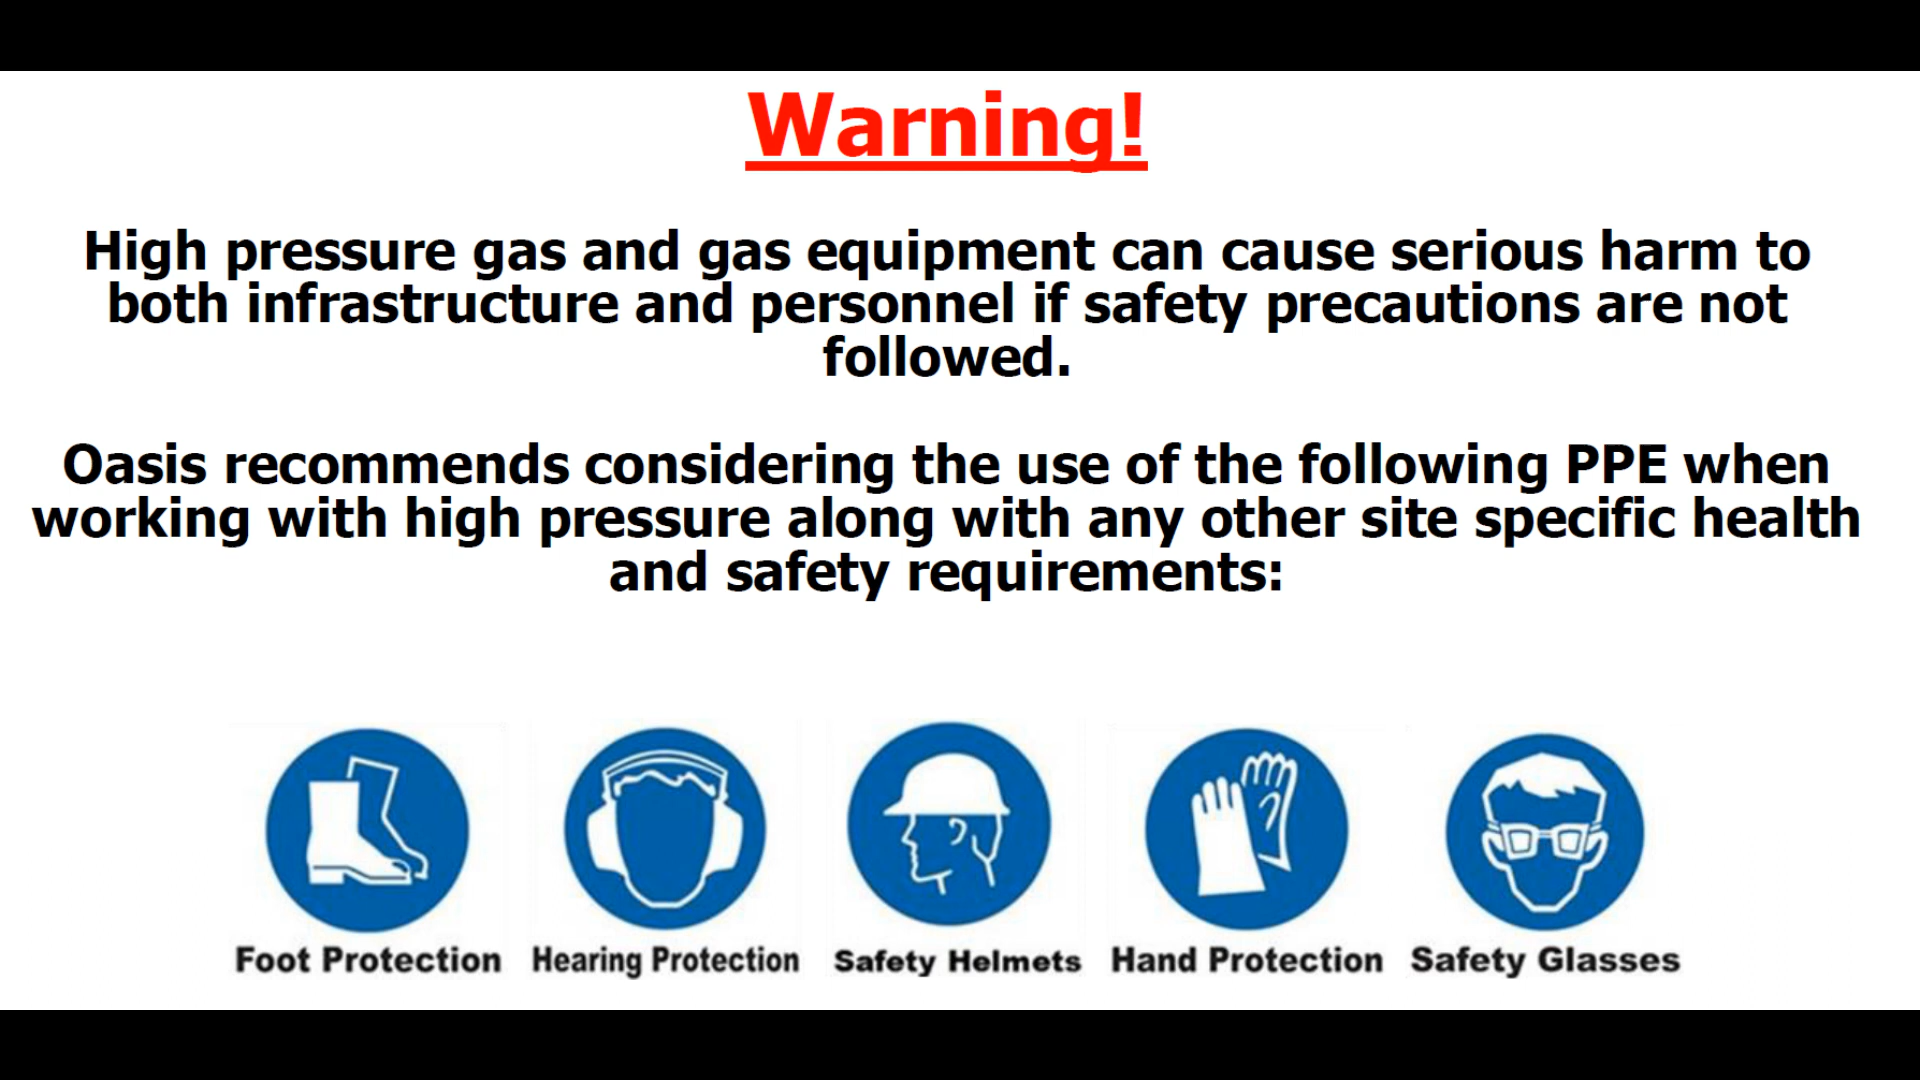 Warning!
High pressure gas and gas equipment can cause serious harm to
both infrastructure and personnel if safety precautions are not
followed.
Oasis recommends considering the use of the following PPE when
working with high pressure along with any other site specific health
and safety requirements:
Foot Protection
Hearing Protection
Safety Helmets
Hand Protection
Safety Glasses